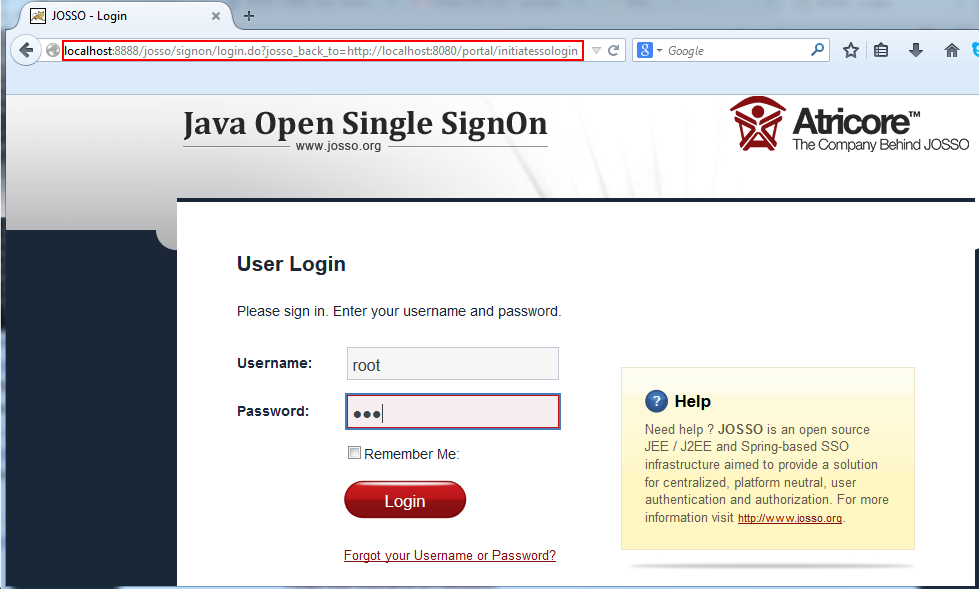 JOSSO - Login
localhost:8888/josso/signon/login.do?josso_back_to=http://localhost:8080/portal/initiatessologin
8
Google
Java Open Single SignOn
www.josso.org
Atricore™
The Company Behind JOSSO
User Login
Please sign in. Enter your username and password.
Username:
root
Password:
Remember Me:
Login
Forgot your Username or Password?
? Help
Need help ? JOSSO is an open source
JEE / J2EE and Spring-based SSO
infrastructure aimed to provide a solution
for centralized, platform neutral, user
authentication and authorization. For more
information visit http://www.josso.org.